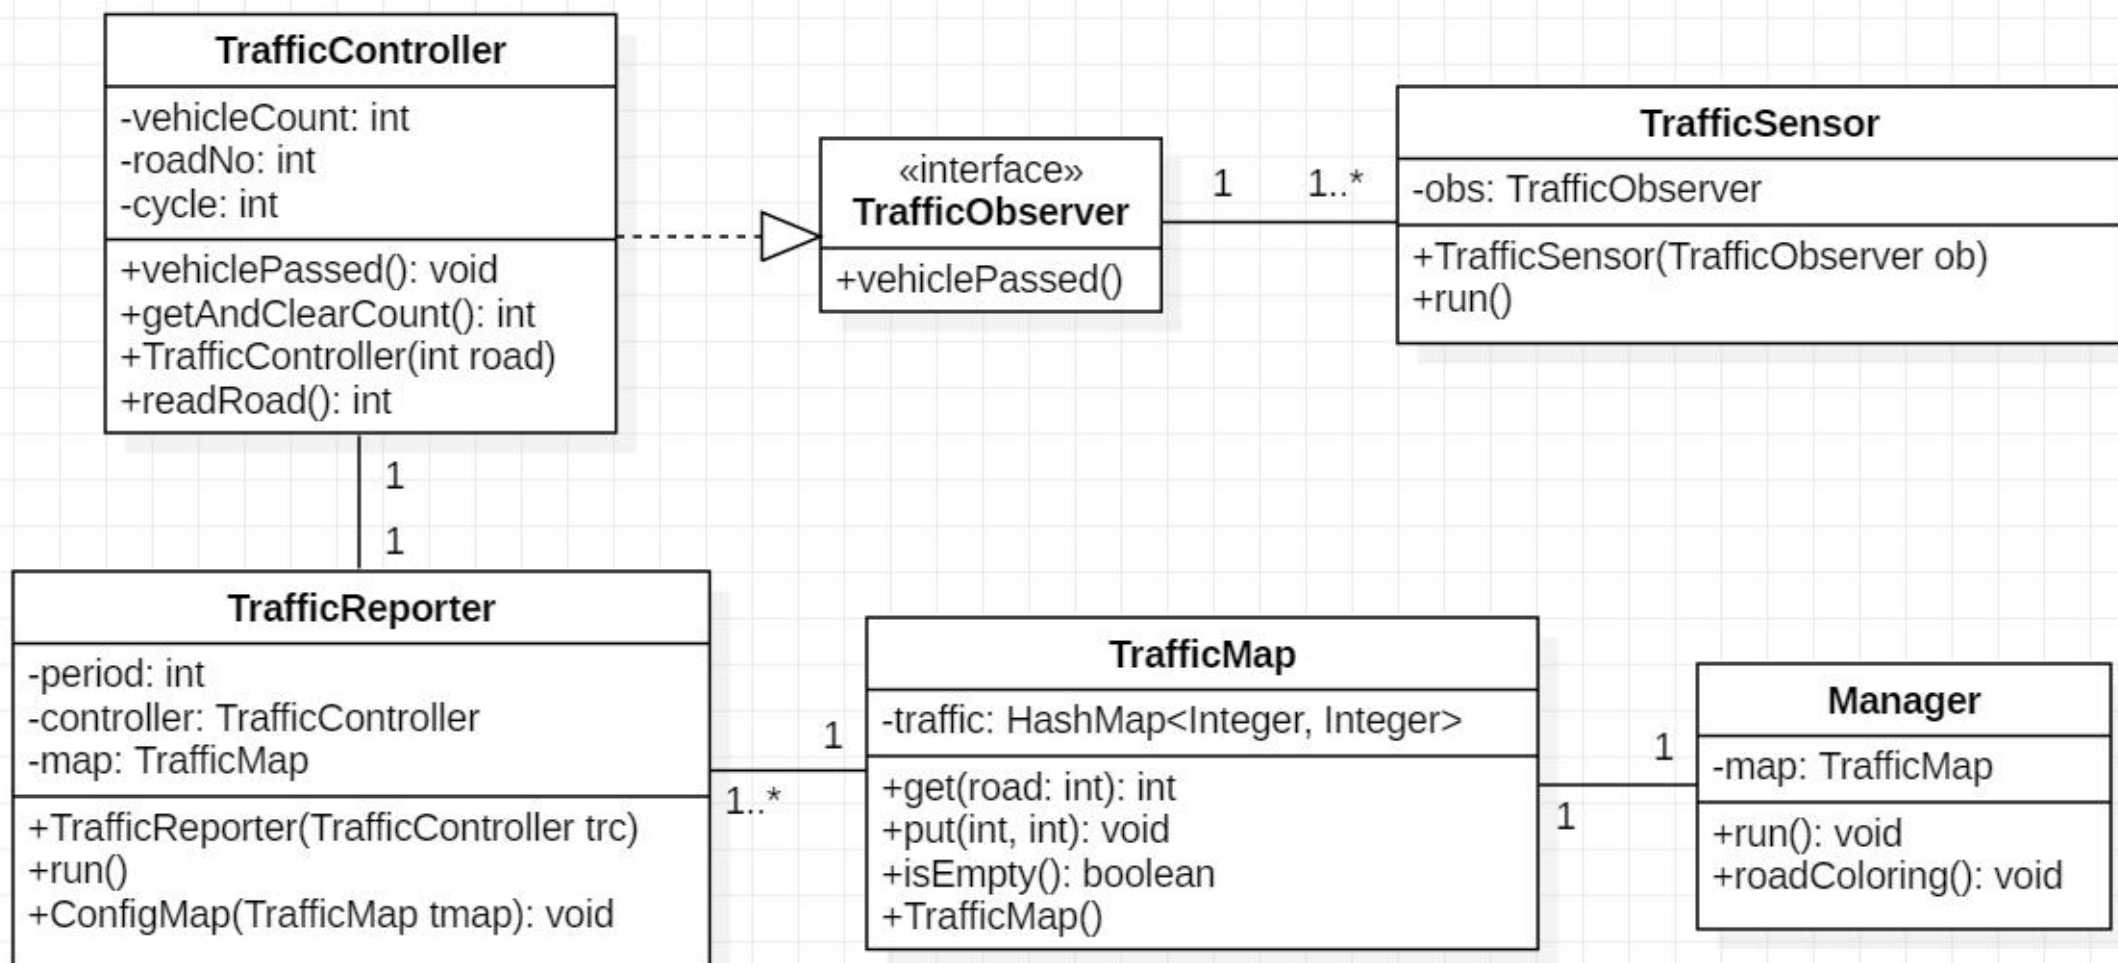 TrafficController
-vehicleCount: int
-roadNo: int
-cycle: int
+vehiclePassed(): void
+getAndClearCount(): int
+TrafficController(int road)
+readRoad(): int
«interface»
TrafficObserver
+vehiclePassed()
1
1..*
TrafficSensor
-obs: TrafficObserver
+TrafficSensor(TrafficObserver ob)
+run()
1
1
TrafficReporter
-period: int
-controller: TrafficController
-map: TrafficMap
+TrafficReporter(TrafficController trc)
+run()
+ConfigMap(TrafficMap tmap): void
1
1..*
TrafficMap
-traffic: HashMap<Integer, Integer>
+get(road: int): int
+put(int, int): void
+isEmpty(): boolean
+TrafficMap()
1
1
Manager
-map: TrafficMap
+run(): void
+roadColoring(): void